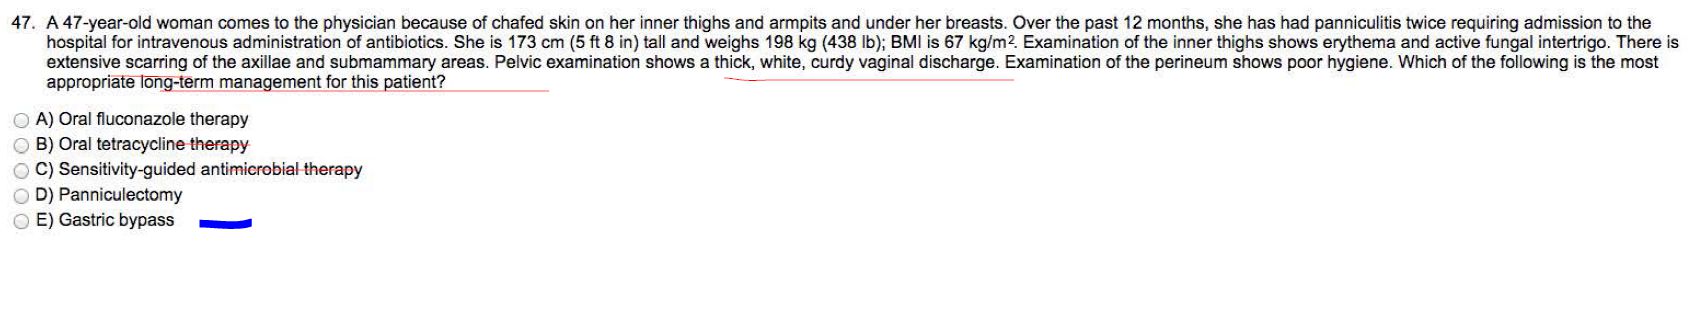 47. A 47-year-old woman comes to the physician because of chafed skin on her inner thighs and armpits and under her breasts. Over the past 12 months, she has had panniculitis twice requiring admission to the
hospital for intravenous administration of antibiotics. She is 173 cm (5 ft 8 in) tall and weighs 198 kg (438 lb); BMI is 67 kg/m². Examination of the inner thighs shows erythema and active fungal intertrigo. There is
extensive scarring of the axillae and submammary areas. Pelvic examination shows a thick, white, curdy vaginal discharge. Examination of the perineum shows poor hygiene. Which of the following is the most
appropriate long-term management for this patient?
A) Oral fluconazole therapy
B) Oral tetracycline therapy
C) Sensitivity-guided antimicrobial therapy
D) Panniculectomy
E) Gastric bypass